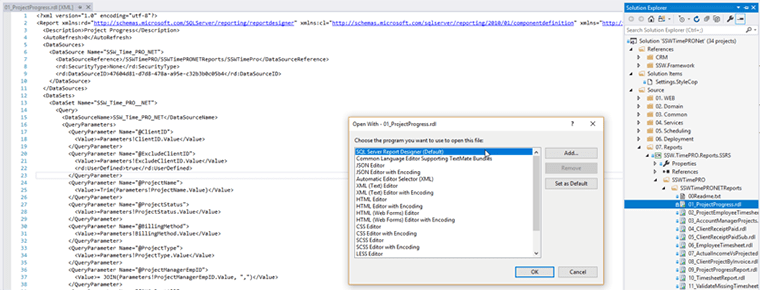 01_ProjectProgress.rdl [XML]
1 <?xml version="1.0" encoding="utf-8"?>
2 <Report xmlns:rd="http://schemas.microsoft.com/SQLServer/reporting/reportdesigner" xmlns:cl="http://schemas.microsoft.com/sqlserver/reporting/2010/01/componentdefinition" xmlns="http:/
3 <Description>Project Progress</Description>
4 <AutoRefresh>0</AutoRefresh>
5 <DataSources>
6 <DataSource Name="SSW_TIME_PRO_NET">
7 <DataSourceReference>/SSWTimePRO/SSWTimePRONETReports/SSWTimePro</DataSourceReference>
8 <rd:SecurityType>None</rd:SecurityType>
9 <rd:DataSourceID>47604d81-d7d8-478a-a95e-c32b3b0c05b4</rd:DataSourceID>
10 </DataSource>
11 </DataSources>
12 <DataSets>
13 <DataSet Name="SSW_Time_PRO__NET">
14 <Query>
15 <DataSourceName>SSW_TIME_PRO_NET</DataSourceName>
16 <QueryParameters>
17 <QueryParameter Name="@ClientID">
18 <Value>=Parameters!ClientID.Value</Value>
19 </QueryParameter>
20 <QueryParameter Name="@ExcludeClientID">
21 <Value>=Parameters!ExcludeClientID.Value</Value>
22 <rd:UserDefined>true</rd:UserDefined>
23 </QueryParameter>
24 <QueryParameter Name="@ProjectName">
25 <Value>=Trim(Parameters!ProjectName.Value)</Value>
26 </QueryParameter>
27 <QueryParameter Name="@ProjectStatus">
28 <Value>=Parameters!ProjectStatus.Value</Value>
29 </QueryParameter>
30 <QueryParameter Name="@BillingMethod">
31 <Value>=Parameters!BillingMethod.Value</Value>
32 </QueryParameter>
33 <QueryParameter Name="@ProjectType">
34 <Value>=Parameters!ProjectType.Value</Value>
35 </QueryParameter>
36 <QueryParameter Name="@ProjectManagerEmpID">
37 <Value>= JOIN(Parameters!ProjectManagerEmpID.Value, ",")</Value>
38 </QueryParameter>
Open With - 01_ProjectProgress.rdl
Choose the program you want to use to open this file:
SQL Server Report Designer (Default)
Common Language Editor Supporting TextMate Bundles
JSON Editor
JSON Editor with Encoding
Automatic Editor Selector (XML)
XML (Text) Editor
XML (Text) Editor with Encoding
HTML Editor
HTML Editor with Encoding
HTML (Web Forms) Editor
HTML (Web Forms) Editor with Encoding
CSS Editor
CSS Editor with Encoding
SCSS Editor
SCSS Editor with Encoding
LESS Editor
Add...
Remove
Set as Default
OK
Cancel
Solution Explorer
Search Solution Explorer (Ctrl+;)
Solution 'SSWTimePRONet' (34 projects)
References
CRM
SSW.Framework
Solution Items
Settings.StyleCop
Source
01. WEB
02. Domain
03. Common
04. Services
05. Scheduling
06. Deployment
07. Reports
SSW.TimePRO.Reports.SSRS
Properties
References
SSWTimePRO
SSWTimePRONETReports
00Readme.txt
01_ProjectProgress.rdl
02_ProjectEmployeeTimeshe
03_AccountManagerProjects.
04_ClientReceiptPaid.rdl
05_ClientReceiptPaidSub.rdl
06_EmployeeTimesheet.rdl
07_ActualIncomeVsProjected
08_ClientByInvoice.rdl
09_ProjectProgressReport.rdl
10_TimesheetReport.rdl
11_ValidateMissingTimesheet